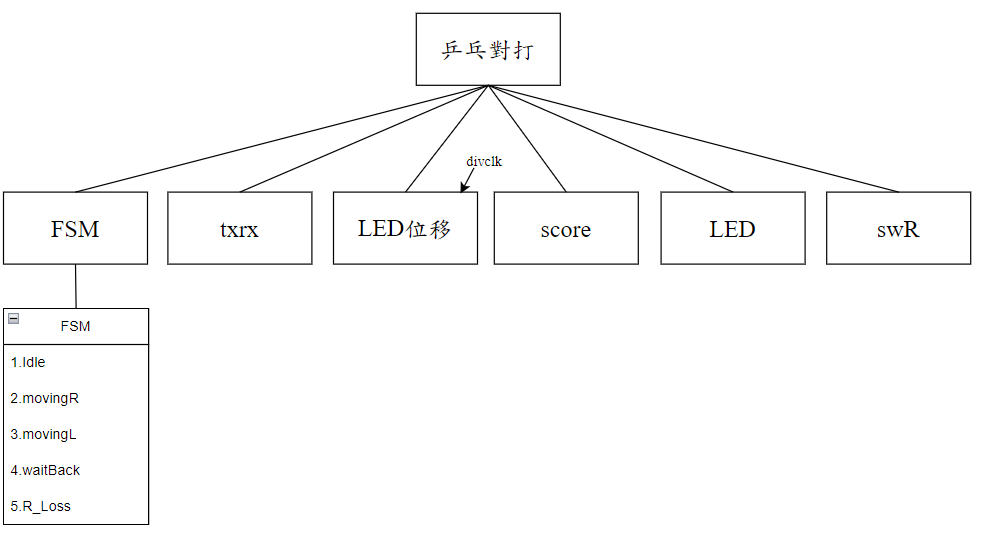 乒乓對打
divclk
FSM
txrx
LED位移
score
LED
swR
FSM
1.Idle
2.movingR
3.movingL
4.waitBack
5.R_Loss